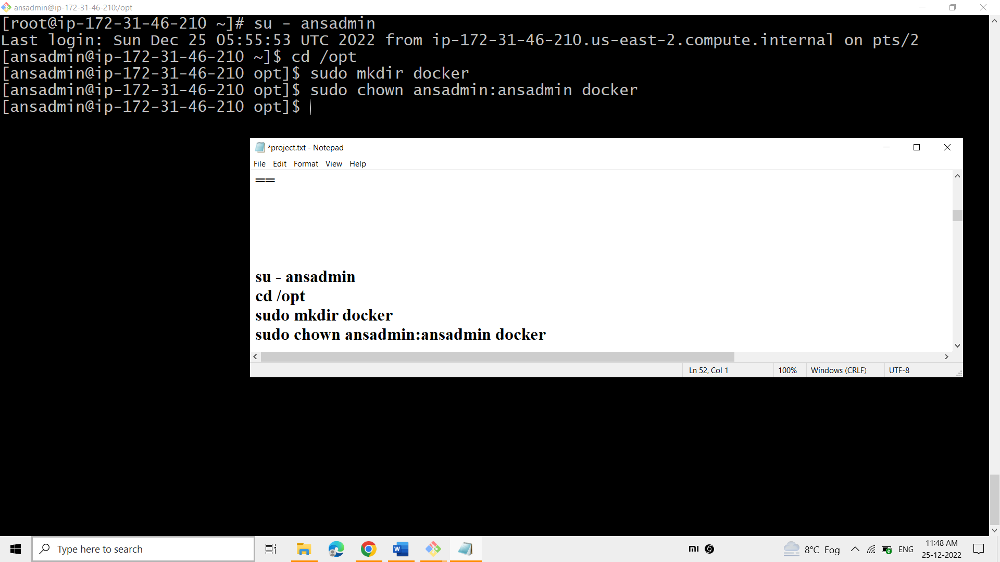 ansadmin@ip-172-31-46-210:/opt
[root@ip-172-31-46-210 ~]# su - ansadmin
Last login: Sun Dec 25 05:55:53 UTC 2022 from ip-172-31-46-210.us-east-2.compute.internal on pts/2
[ansadmin@ip-172-31-46-210 ~]$ cd /opt
[ansadmin@ip-172-31-46-210 opt]$ sudo mkdir docker
[ansadmin@ip-172-31-46-210 opt]$ sudo chown ansadmin:ansadmin docker
[ansadmin@ip-172-31-46-210 opt]$
*project.txt - Notepad
File Edit Format View Help
==
su - ansadmin
cd /opt
sudo mkdir docker
sudo chown ansadmin:ansadmin docker
Ln 52, Col 1 100% Windows (CRLF) UTF-8
Type here to search
W
mi
8°C Fog
ENG
11:48 AM
25-12-2022